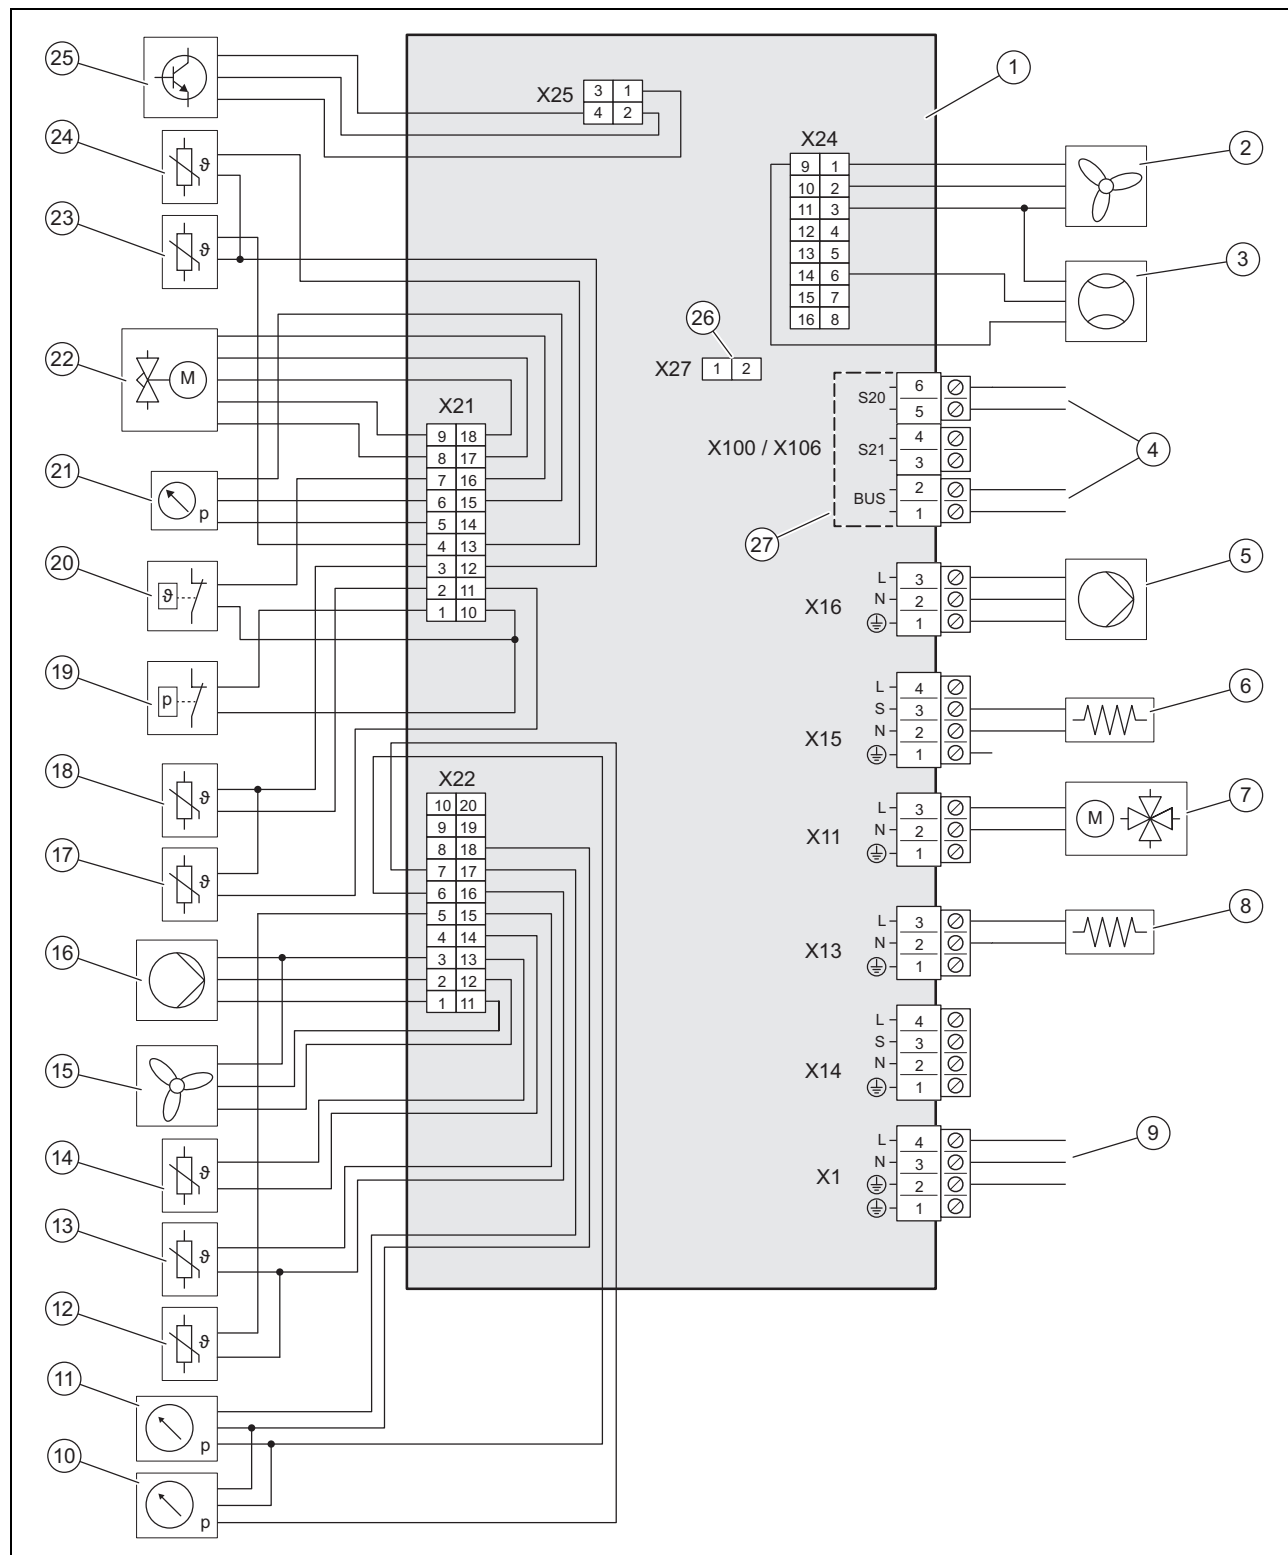 25
X25
3 1
4 2
1
24
ϑ
X24
9 1
10 2
11 3
12 4
13 5
14 6
15 7
16 8
2
23
ϑ
3
26
X27
1 2
22
M
X21
9 18
8 17
7 16
6 15
5 14
4 13
3 12
2 11
1 10
X100 / X106
S20
6
5
S21
4
3
BUS
2
1
4
27
21
p
20
ϑ
X16
L 3
N 2
1
5
19
p
X15
L 4
S 3
N 2
1
6
18
ϑ
X22
10 20
9 19
8 18
7 17
6 16
5 15
4 14
3 13
2 12
1 11
X11
L 3
N 2
1
M
7
17
ϑ
X13
L 3
N 2
1
8
16
X14
L 4
S 3
N 2
1
15
X1
L 4
N 3
2
1
9
14
ϑ
13
ϑ
12
ϑ
11
p
10
p